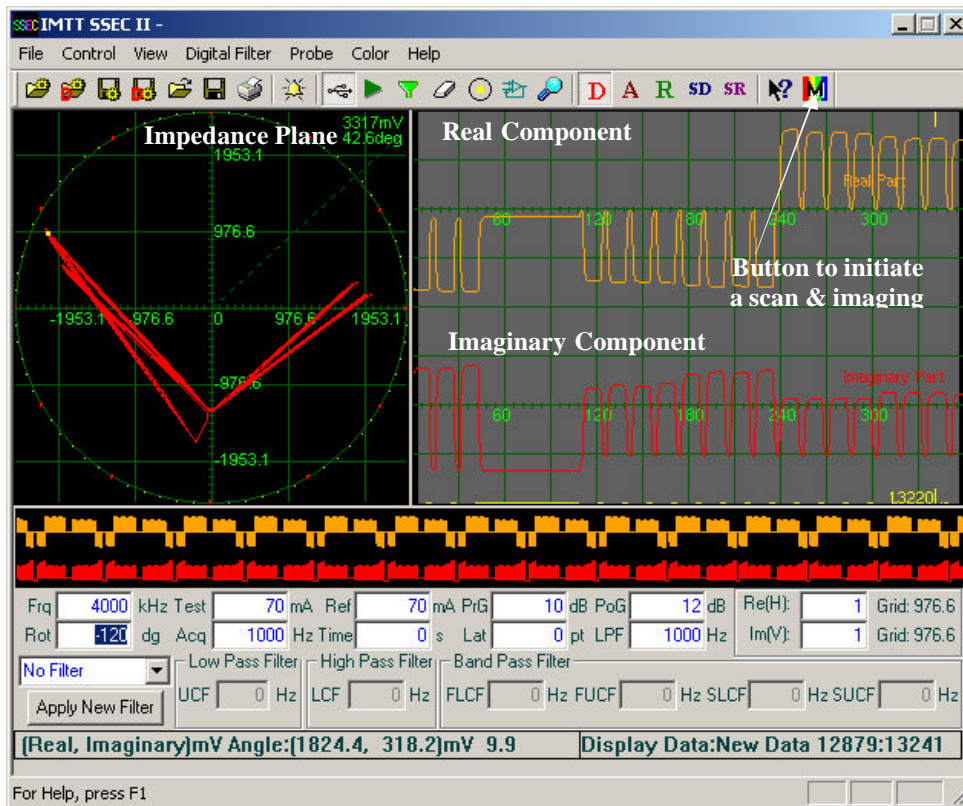 SSEC IMTT SSEC II -
File Control View Digital Filter Probe Color Help
D A R SD SR ? M
Impedance Plane
3317mV
42.6deg
1953.1
976.6
-1953.1 -976.6 0 976.6 1953.1
-976.6
-1953.1
Real Component
Real Part
60 120 180 240 300
Button to initiate
a scan & imaging
Imaginary Component
Imaginary Part
60 120 180 240 300
13220
Frq 4000 kHz Test 70 mA Ref 70 mA PrG 10 dB PoG 12 dB Re(H): 1 Grid: 976.6
Rot -120 dg Acq 1000 Hz Time 0 s Lat 0 pt LPF 1000 Hz Im(V): 1 Grid: 976.6
No Filter
Low Pass Filter High Pass Filter Band Pass Filter
UCF 0 Hz LCF 0 Hz FLCF 0 Hz FUCF 0 Hz SLCF 0 Hz SUCF 0 Hz
Apply New Filter
(Real, Imaginary)mV Angle:(1824.4, 318.2)mV 9.9 Display Data:New Data 12879:13241
For Help, press F1